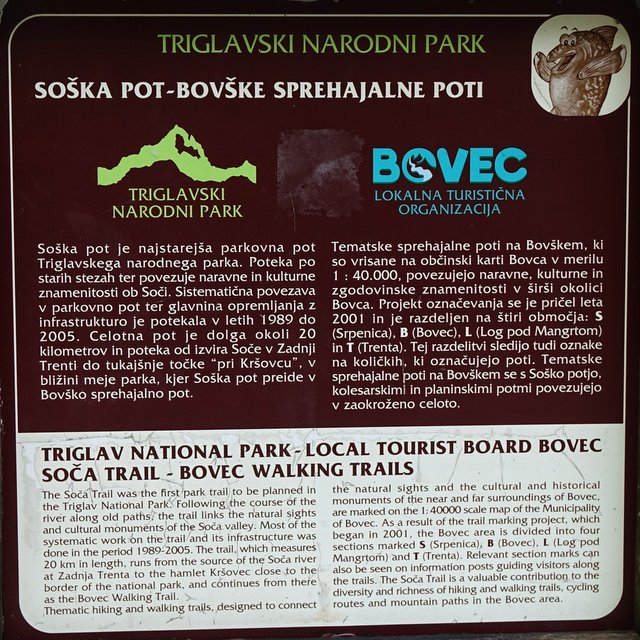 TRIGLAVSKI NARODNI PARK
SOŠKA POT-BOVŠKE SPREHAJALNE POTI
TRIGLAVSKI
NARODNI PARK
BOVEC
LOKALNA TURISTIČNA
ORGANIZACIJA
Soška pot je najstarejša parkovna pot
Triglavskega narodnega parka. Poteka po
starih stezah ter povezuje naravne in kulturne
znamenitosti ob Soči. Sistematična povezava
v parkovno pot ter glavnina opremljanja z
infrastrukturo je potekala v letih 1989 do
2005. Celotna pot je dolga okoli 20
kilometrov in poteka od izvira Soče v Zadnji
Trenti do tukajšnje točke "pri Kršovcu", v
bližini meje parka, kjer Soška pot preide v
Bovško sprehajalno pot.
Tematske sprehajalne poti na Bovškem, ki
so vrisane na občinski karti Bovca v merilu
1 : 40.000, povezujejo naravne, kulturne in
zgodovinske znamenitosti v širši okolici
Bovca. Projekt označevanja se je pričel leta
2001 in je razdeljen na štiri območja: S
(Srpenica), B (Bovec), L (Log pod Mangrtom)
in T (Trenta). Tej razdelitvi sledijo tudi oznake
na količkih, ki označujejo poti. Tematske
sprehajalne poti na Bovškem se s Soško potjo,
kolesarskimi in planinskimi potmi povezujejo
v zaokroženo celoto.
TRIGLAV NATIONAL PARK - LOCAL TOURIST BOARD BOVEC
SOČA TRAIL - BOVEC WALKING TRAILS
The Soča Trail was the first park trail to be planned in
the Triglav National Park. Following the course of the
river along old paths, the trail links the natural sights
and cultural monuments of the Soča valley. Most of the
systematic work on the trail and its infrastructure was
done in the period 1989-2005. The trail, which measures
20 km in length, runs from the source of the Soča river
at Zadnja Trenta to the hamlet Kršovec close to the
border of the national park, and continues from there
as the Bovec Walking Trail.
Thematic hiking and walking trails, designed to connect
the natural sights and the cultural and historical
monuments of the near and far surroundings of Bovec,
are marked on the 1:40000 scale map of the Municipality
of Bovec. As a result of the trail marking project, which
began in 2001, the Bovec area is divided into four
sections marked S (Srpenica), B (Bovec), L (Log pod
Mangrtom) and T (Trenta). Relevant section marks can
also be seen on information posts guiding visitors along
the trails. The Soča Trail is a valuable contribution to the
diversity and richness of hiking and walking trails, cycling
routes and mountain paths in the Bovec area.